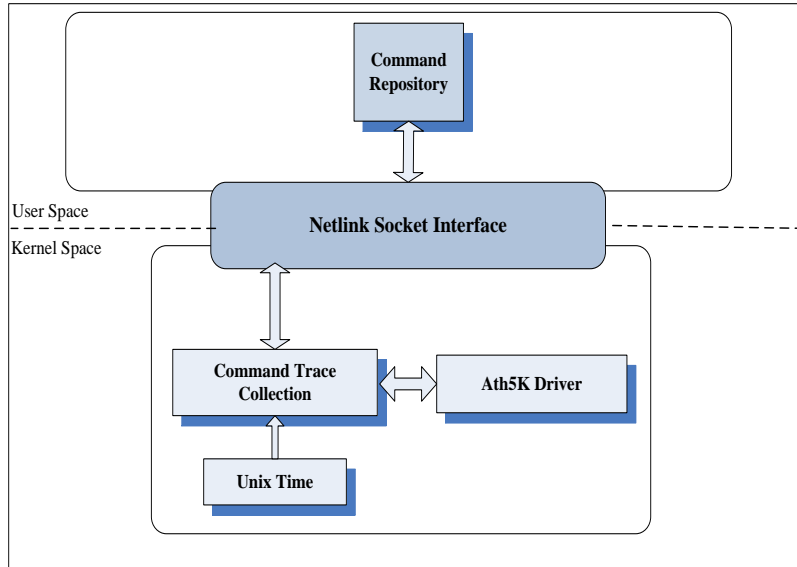 Command
Repository
User Space
Netlink Socket Interface
Kernel Space
Command Trace
Collection
Ath5K Driver
Unix Time